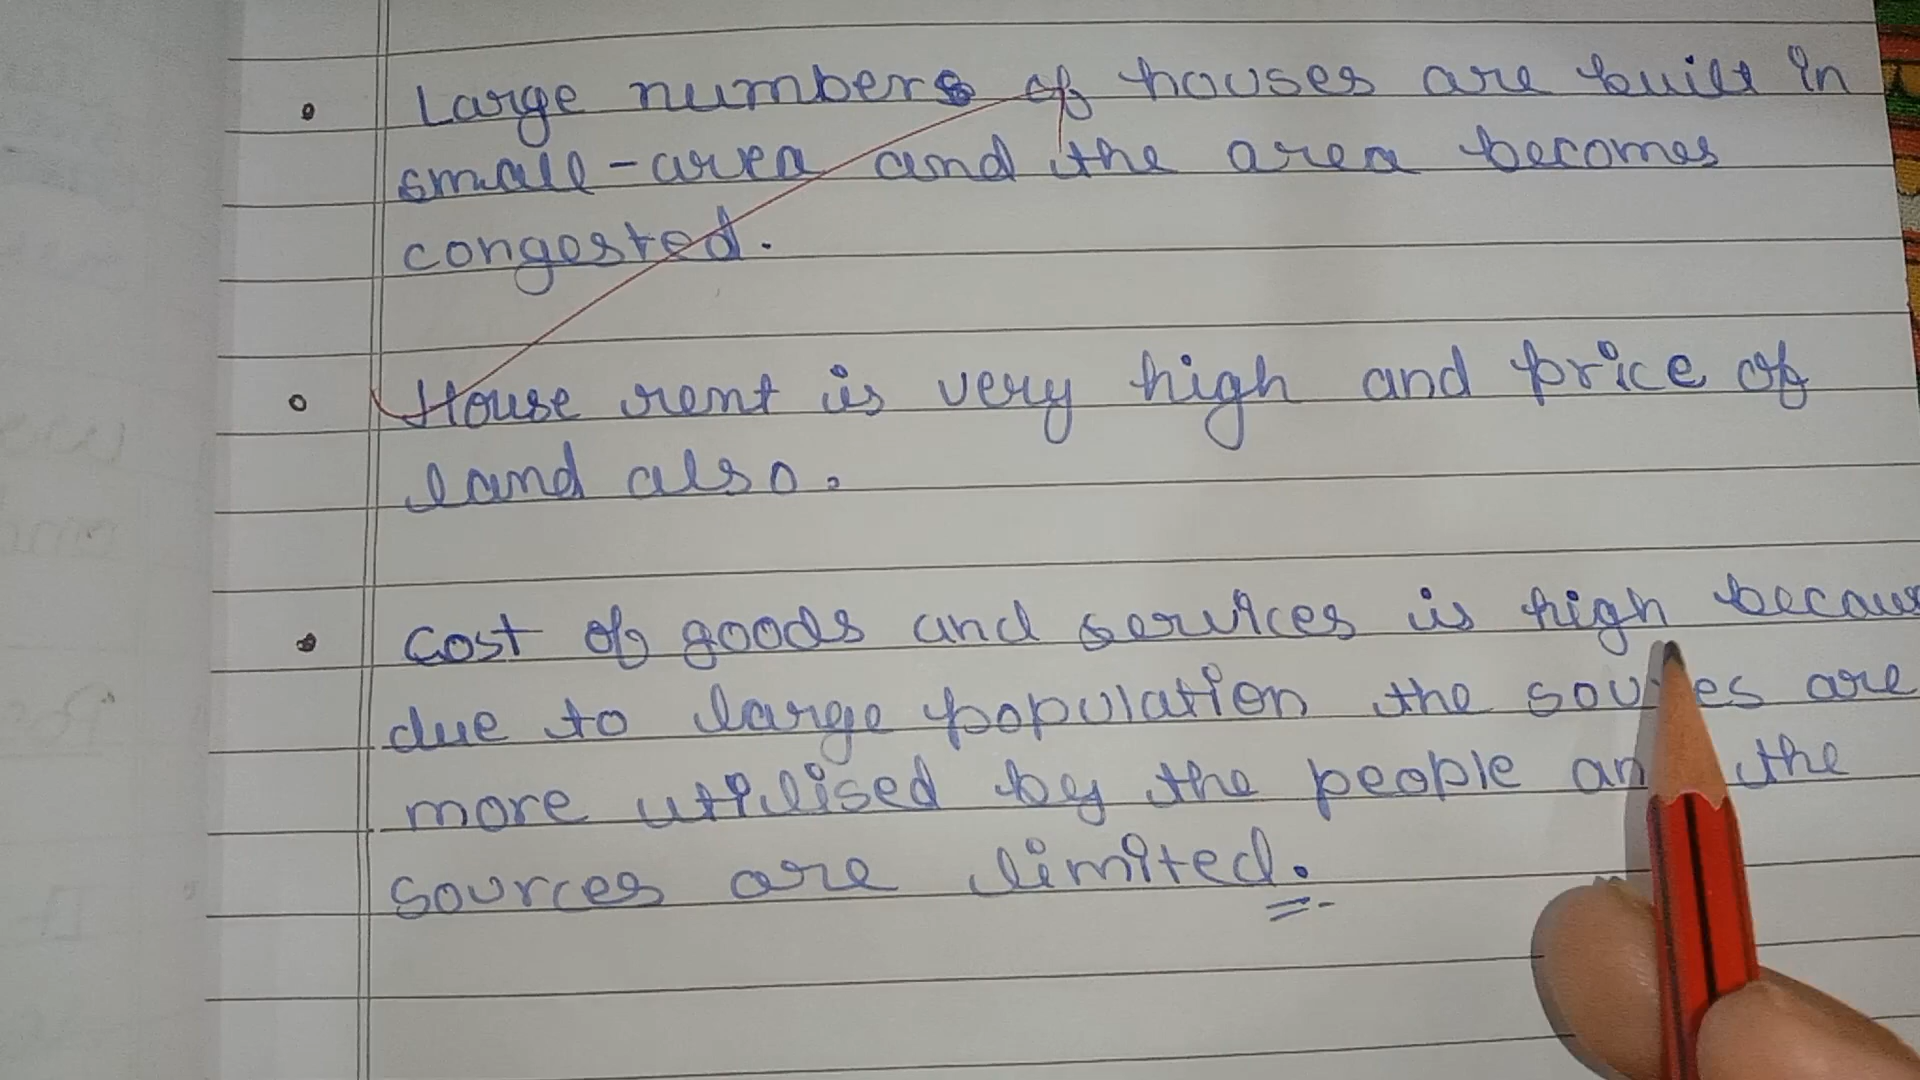 Large numbers of houses are built in
small-area and the area becomes
congested.
House rent is very high and price of
land also.
Cost of goods and services is high
due to large population the are
more utilised by the people the
sources are limited.